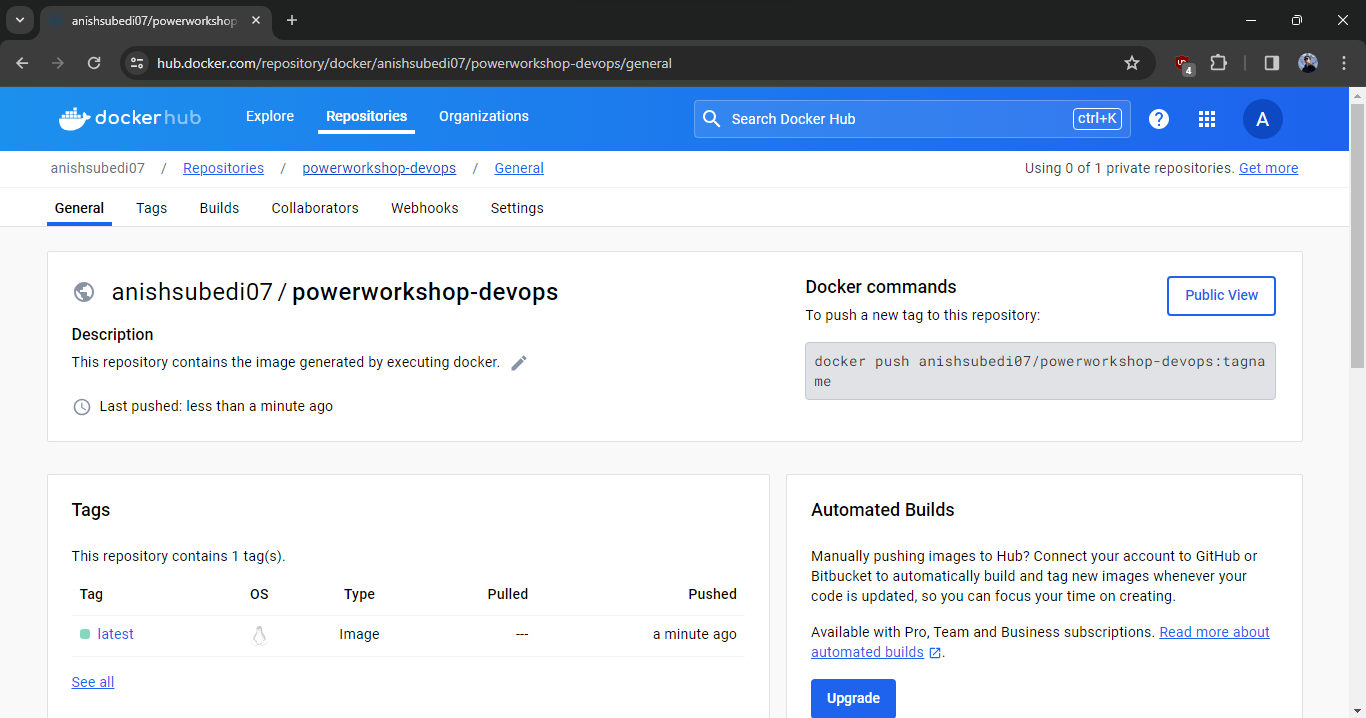 anishsubedi07/powerworkshop
hub.docker.com/repository/docker/anishsubedi07/powerworkshop-devops/general
4
dockerhub
Explore
Repositories
Organizations
Search Docker Hub
ctrl+K
?
A
anishsubedi07 / Repositories / powerworkshop-devops / General
Using 0 of 1 private repositories. Get more
General
Tags
Builds
Collaborators
Webhooks
Settings
anishsubedi07 / powerworkshop-devops
Description
This repository contains the image generated by executing docker.
Last pushed: less than a minute ago
Docker commands
Public View
To push a new tag to this repository:
docker push anishsubedi07/powerworkshop-devops:tagna
me
Tags
This repository contains 1 tag(s).
Tag OS Type Pulled Pushed
latest Image --- a minute ago
See all
Automated Builds
Manually pushing images to Hub? Connect your account to GitHub or
Bitbucket to automatically build and tag new images whenever your
code is updated, so you can focus your time on creating.
Available with Pro, Team and Business subscriptions. Read more about
automated builds .
Upgrade